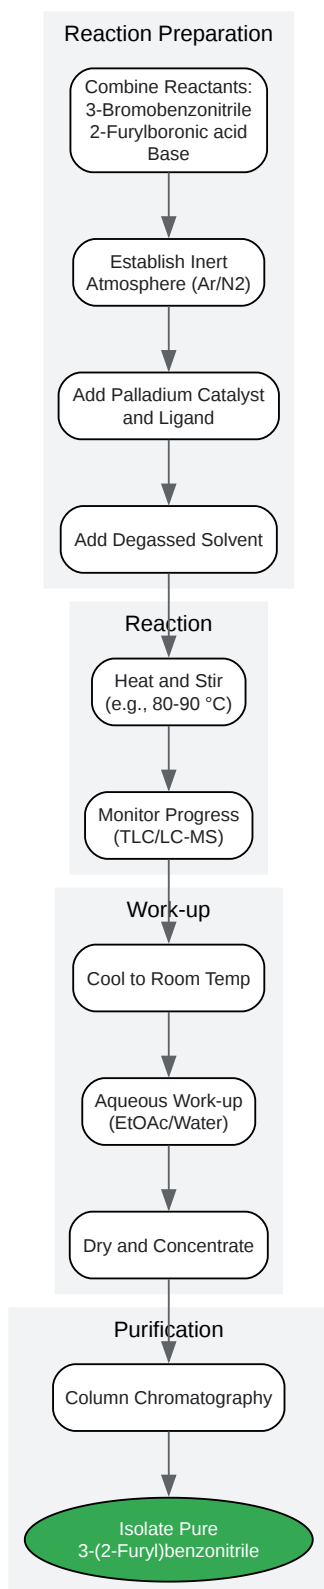 Reaction Preparation
Combine Reactants:
3-Bromobenzonitrile
2-Furylboronic acid
Base
Establish Inert
Atmosphere (Ar/N2)
Add Palladium Catalyst
and Ligand
Add Degassed Solvent
Reaction
Heat and Stir
(e.g., 80-90 °C)
Monitor Progress
(TLC/LC-MS)
Work-up
Cool to Room Temp
Aqueous Work-up
(EtOAc/Water)
Dry and Concentrate
Purification
Column Chromatography
Isolate Pure
3-(2-Furyl)benzonitrile